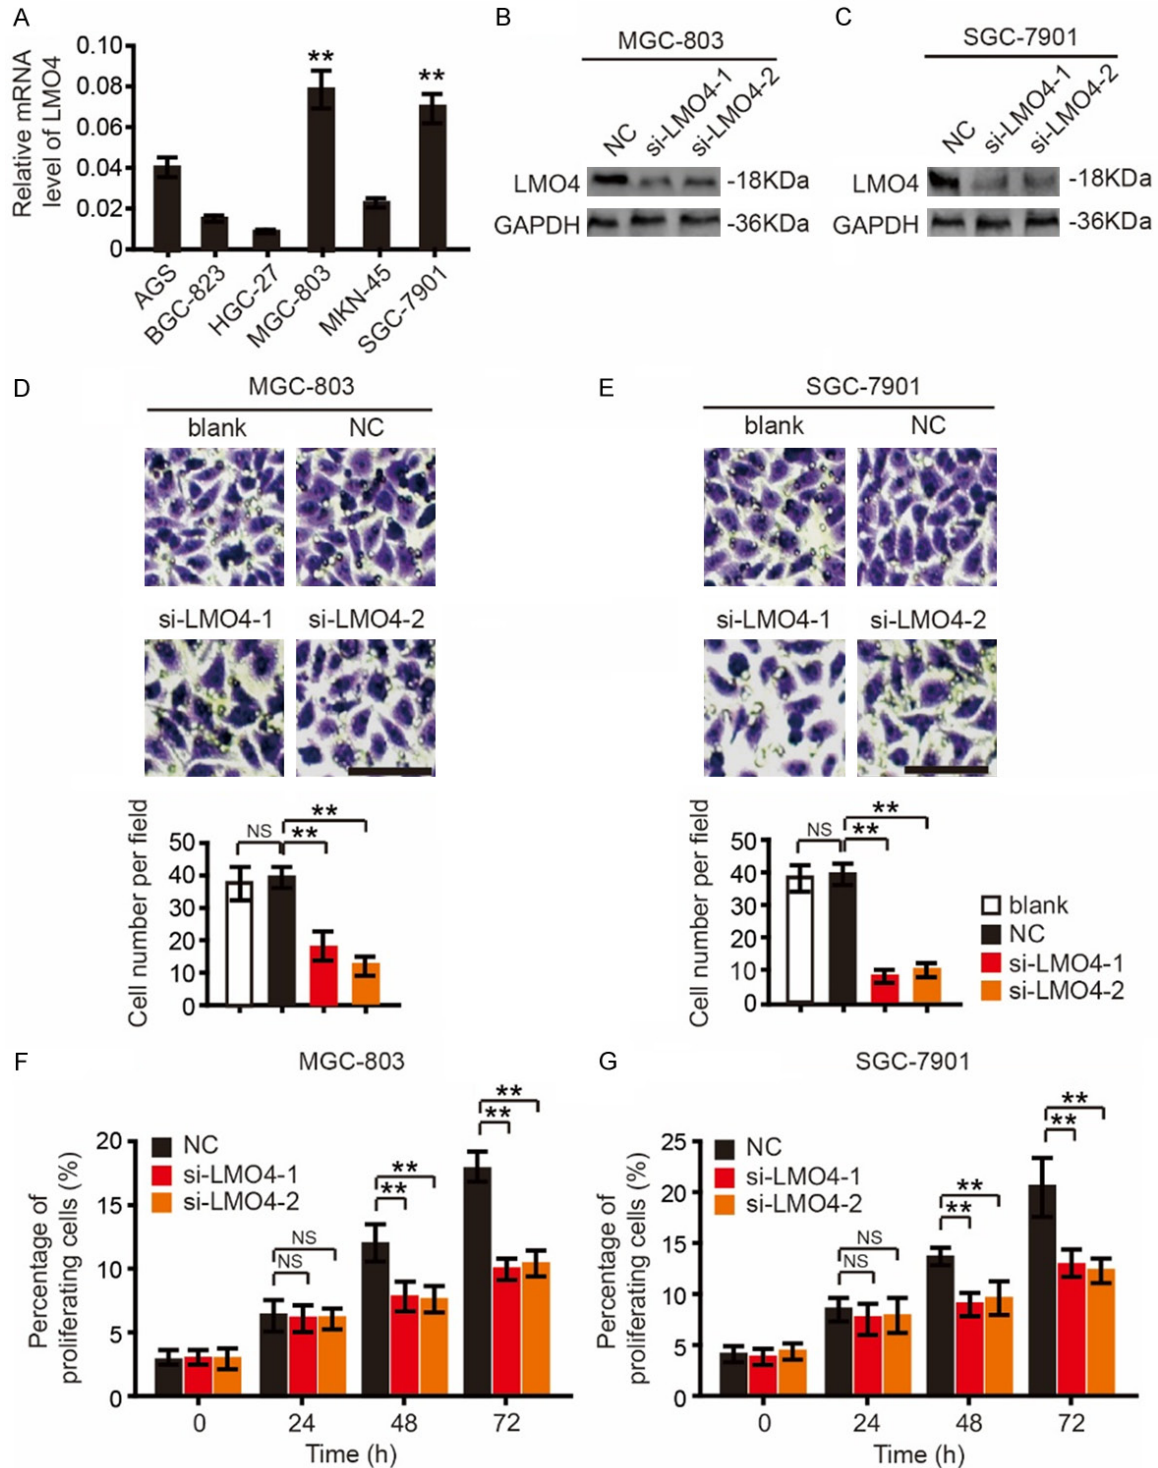 A
Relative mRNA
level of LMO4
0.10
0.08
0.06
0.04
0.02
0
**
**
AGS
BGC-823
HGC-27
MGC-803
MKN-45
SGC-7901
B
MGC-803
NC
si-LMO4-1
si-LMO4-2
LMO4
-18KDa
GAPDH
-36KDa
C
SGC-7901
NC
si-LMO4-1
si-LMO4-2
LMO4
-18KDa
GAPDH
-36KDa
D
MGC-803
blank NC
si-LMO4-1 si-LMO4-2
Cell number per field
50
40
30
20
10
0
NS
**
**
E
SGC-7901
blank NC
si-LMO4-1 si-LMO4-2
Cell number per field
50
40
30
20
10
0
NS
**
**
blank
NC
si-LMO4-1
si-LMO4-2
F
MGC-803
Percentage of
proliferating cells (%)
20
15
10
5
0
NC
si-LMO4-1
si-LMO4-2
NS
NS
**
**
**
**
0 24 48 72
Time (h)
G
SGC-7901
Percentage of
proliferating cells (%)
25
20
15
10
5
0
NC
si-LMO4-1
si-LMO4-2
NS
NS
**
**
**
**
0 24 48 72
Time (h)